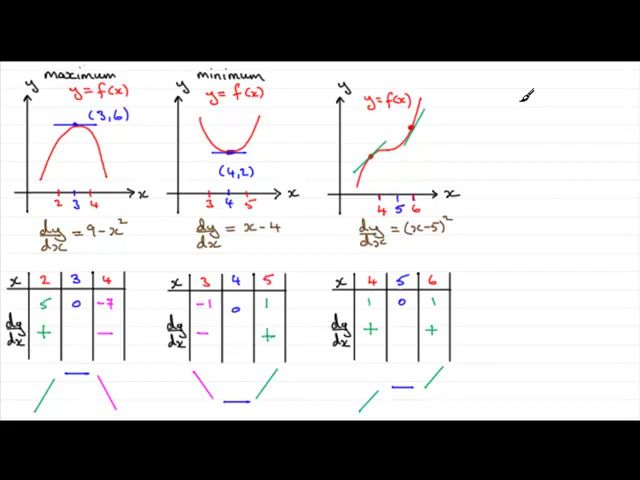 maximum
y
y = f(x)
(3,6)
x
2 3 4
dy/dx = 9 - x²
x 2 3 4
5 0 -7
dy/dx + −
minimum
y
y = f(x)
(4,2)
x
3 4 5
dy/dx = x - 4
x 3 4 5
-1 0 1
dy/dx − +
y
y = f(x)
x
4 5 6
dy/dx = (x-5)²
x 4 5 6
1 0 1
dy/dx + +